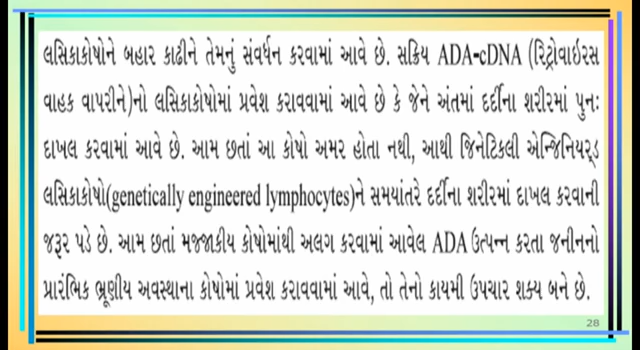 લસિકાકોષોને બહાર કાઢીને તેમનું સંવર્ધન કરવામાં આવે છે. સક્રિય ADA-cDNA (રિટ્રોવાઇરસ
વાહક વાપરીને)નો લસિકાકોષોમાં પ્રવેશ કરાવવામાં આવે છે કે જેને અંતમાં દર્દીના શરીરમાં પુનઃ
દાખલ કરવામાં આવે છે. આમ છતાં આ કોષો અમર હોતા નથી, આથી જિનેટિકલી એન્જિનિયર્ડ
લસિકાકોષો(genetically engineered lymphocytes)ને સમયાંતરે દર્દીના શરીરમાં દાખલ કરવાની
જરૂર પડે છે. આમ છતાં મજ્જાકીય કોષોમાંથી અલગ કરવામાં આવેલ ADA ઉત્પન્ન કરતા જનીનનો
પ્રારંભિક ભ્રૂણીય અવસ્થાના કોષોમાં પ્રવેશ કરાવવામાં આવે, તો તેનો કાયમી ઉપચાર શક્ય બને છે.
28